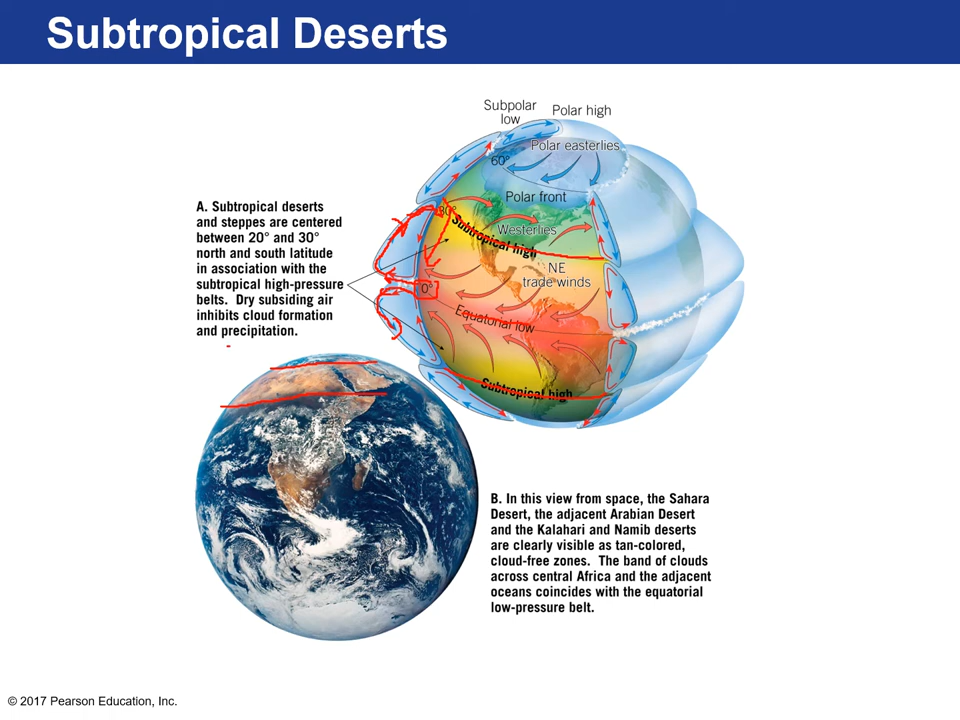 Subtropical Deserts
Subpolar
low
Polar high
Polar easterlies
60°
Polar front
30°
Westerlies
Subtropical high
NE
trade winds
0°
Equatorial low
Subtropical high
A. Subtropical deserts
and steppes are centered
between 20° and 30°
north and south latitude
in association with the
subtropical high-pressure
belts. Dry subsiding air
inhibits cloud formation
and precipitation.
B. In this view from space, the Sahara
Desert, the adjacent Arabian Desert
and the Kalahari and Namib deserts
are clearly visible as tan-colored,
cloud-free zones. The band of clouds
across central Africa and the adjacent
oceans coincides with the equatorial
low-pressure belt.
© 2017 Pearson Education, Inc.